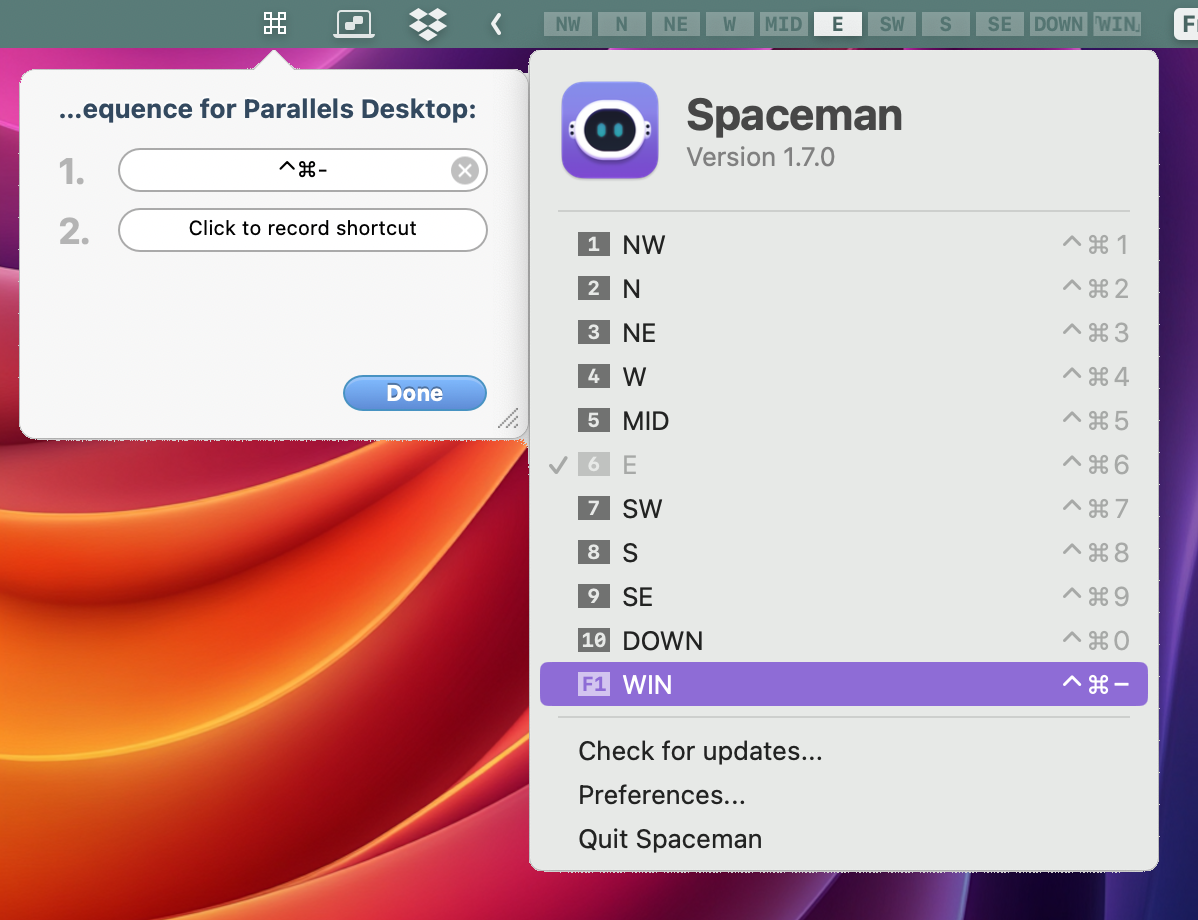 NW N NE W MID E SW S SE DOWN WIN
...equence for Parallels Desktop:
1. ^⌘-
2. Click to record shortcut
Done
Spaceman
Version 1.7.0
1 NW ^⌘1
2 N ^⌘2
3 NE ^⌘3
4 W ^⌘4
5 MID ^⌘5
✓ 6 E ^⌘6
7 SW ^⌘7
8 S ^⌘8
9 SE ^⌘9
10 DOWN ^⌘0
F1 WIN ^⌘−
Check for updates...
Preferences...
Quit Spaceman